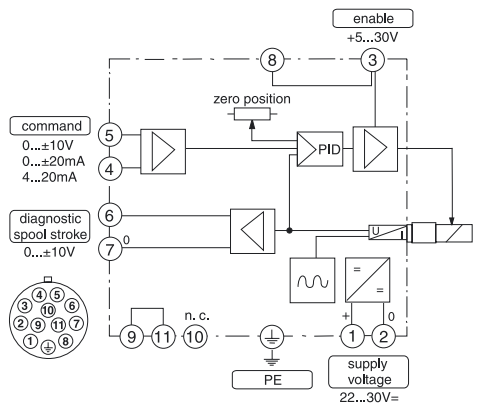 enable
+5...30V
8
3
zero position
command
5
0...±10V
0...±20mA
4
4...20mA
PID
diagnostic
spool stroke
0...±10V
6
7
0
U
I
=
=
+
0
4 5
3 10 6
2 9 11 7
1 8
9
11
n. c.
10
1
2
PE
supply
voltage
22...30V=